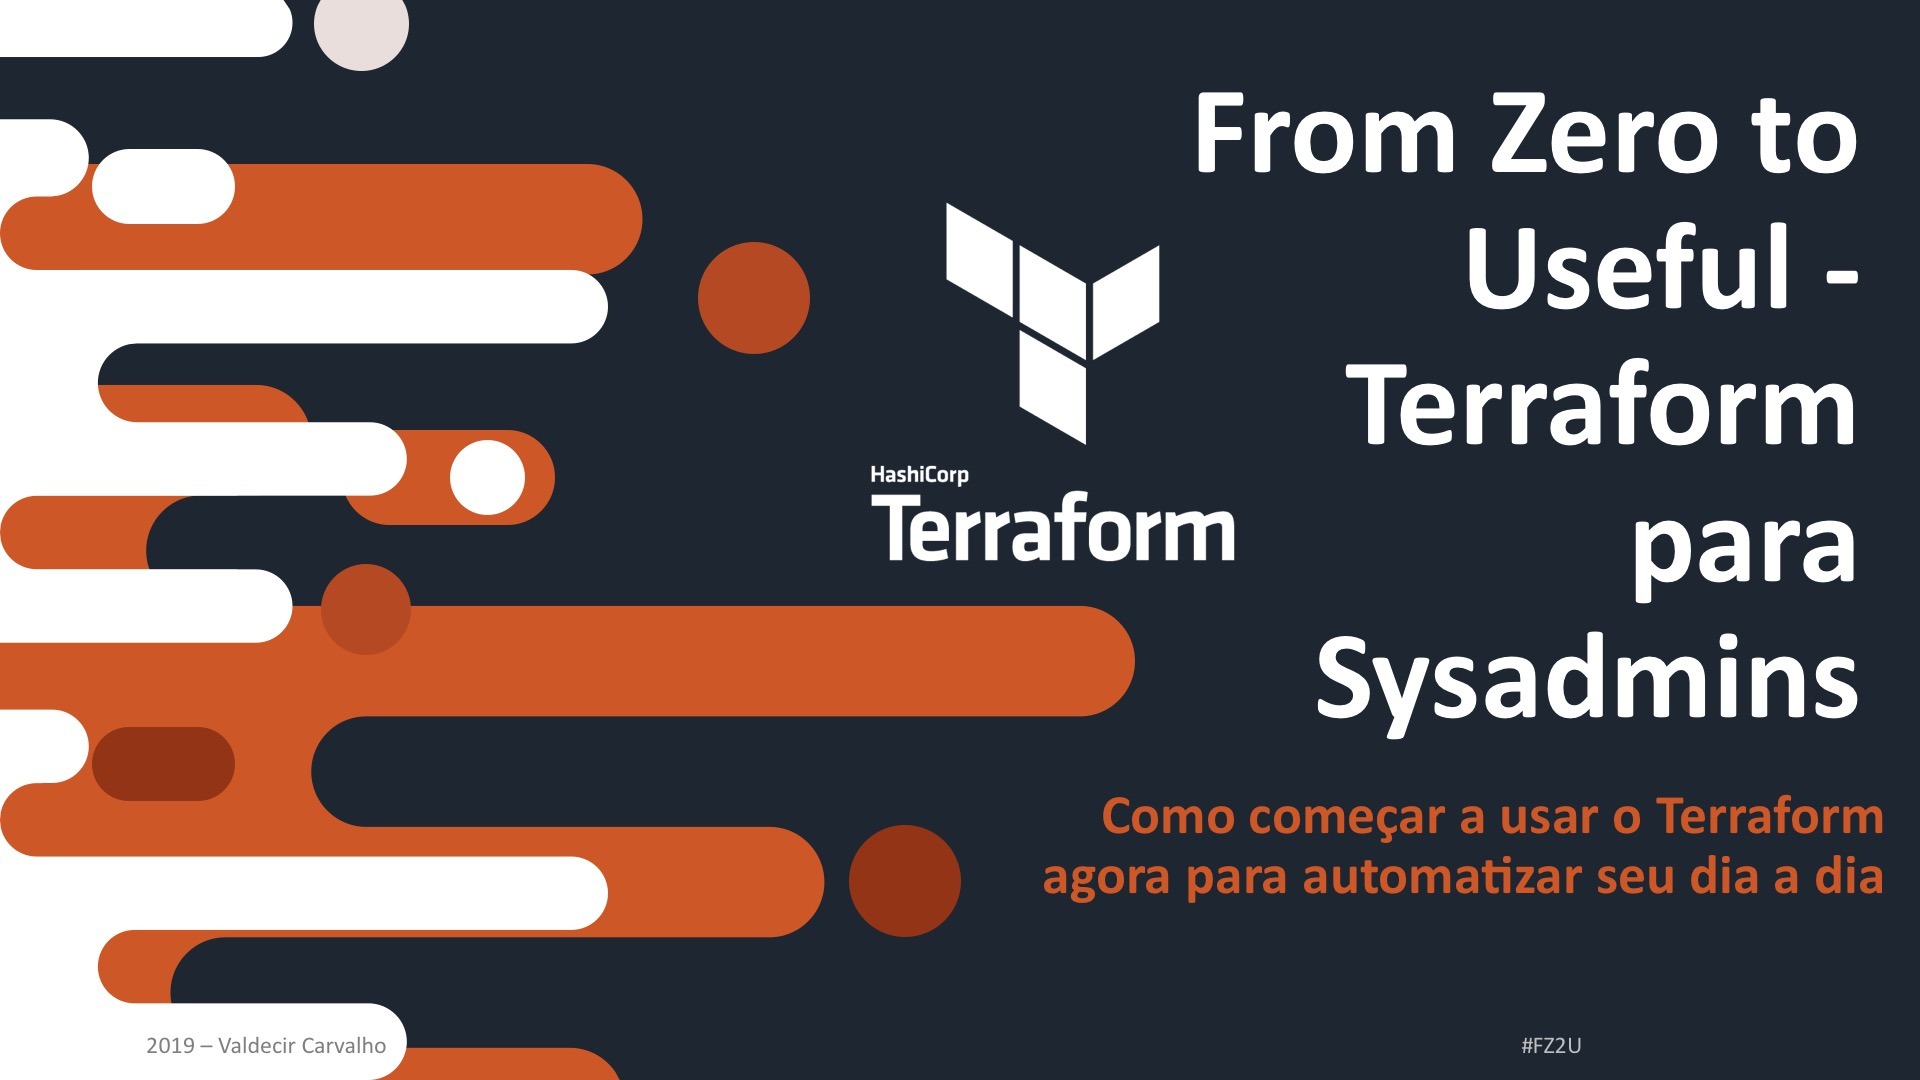 From Zero to
Useful -
Terraform
para
Sysadmins
HashiCorp
Terraform
Como começar a usar o Terraform
agora para automatizar seu dia a dia
2019 – Valdecir Carvalho
#FZ2U